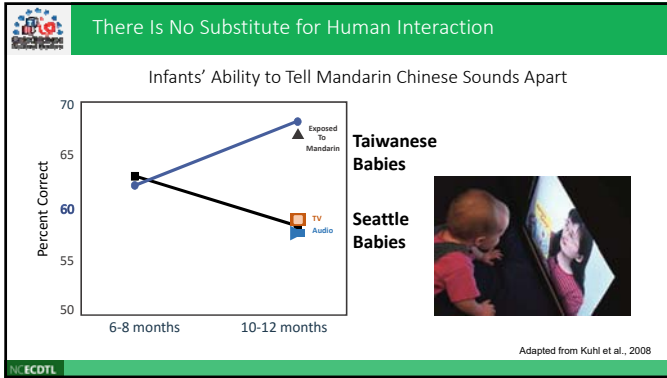 There Is No Substitute for Human Interaction
Infants’ Ability to Tell Mandarin Chinese Sounds Apart
70
65
60
55
50
Percent Correct
Exposed
To
Mandarin
TV
Audio
6-8 months
10-12 months
Taiwanese
Babies
Seattle
Babies
Adapted from Kuhl et al., 2008
NCECDTL